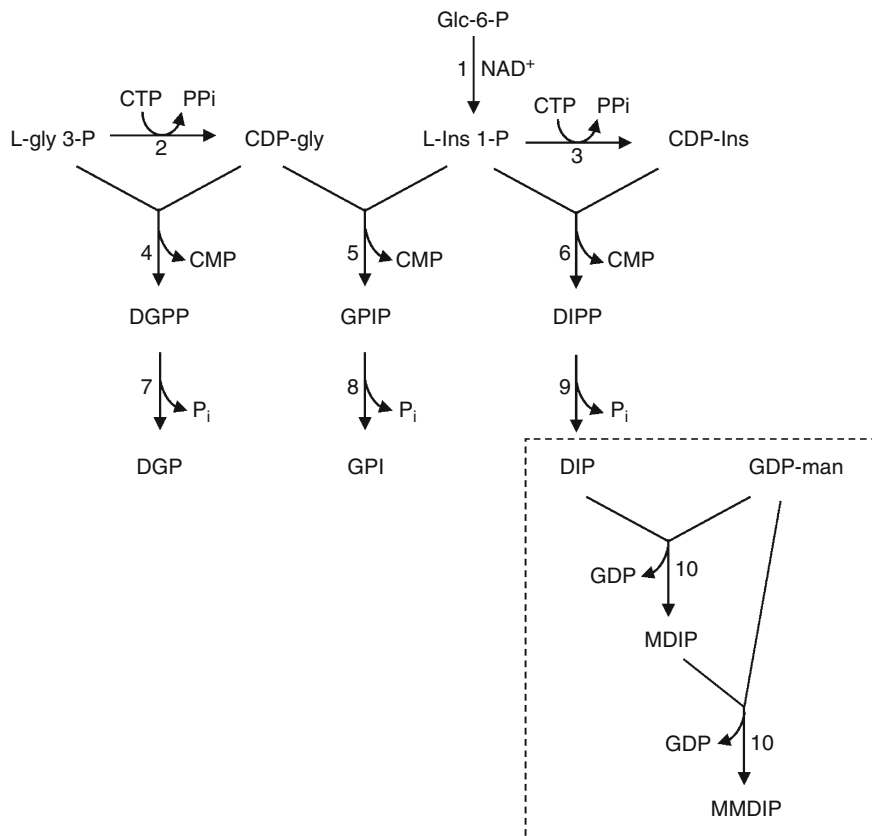 Glc-6-P
1 NAD⁺
CTP PPi CTP PPi
L-gly 3-P 2 CDP-gly L-Ins 1-P 3 CDP-Ins
4 CMP 5 CMP 6 CMP
DGPP GPIP DIPP
7 Pᵢ 8 Pᵢ 9 Pᵢ
DGP GPI DIP GDP-man
GDP 10
MDIP
GDP 10
MMDIP